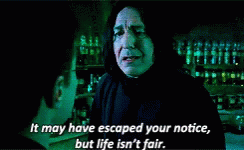 It may have escaped your notice,
but life isn't fair.